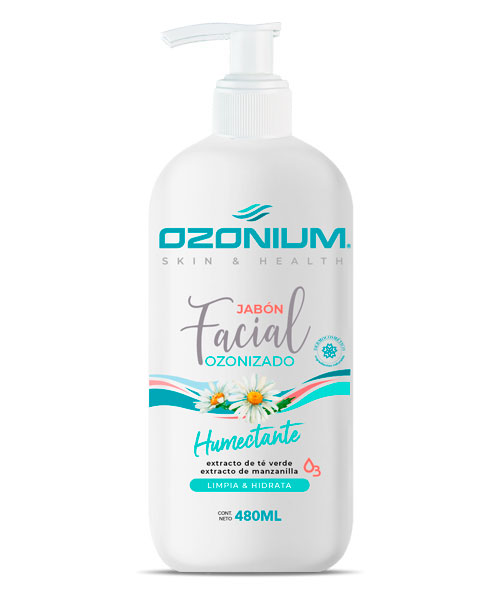 OZONIUM®
SKIN & HEALTH
JABÓN
Facial
OZONIZADO
DERMOCOSMÉTICO
Humectante
extracto de té verde
extracto de manzanilla
O3
LIMPIA & HIDRATA
CONT.
NETO 480ML